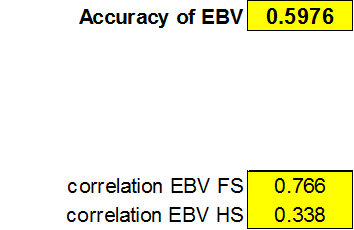 Accuracy of EBV 0.5976
correlation EBV FS 0.766
correlation EBV HS 0.338